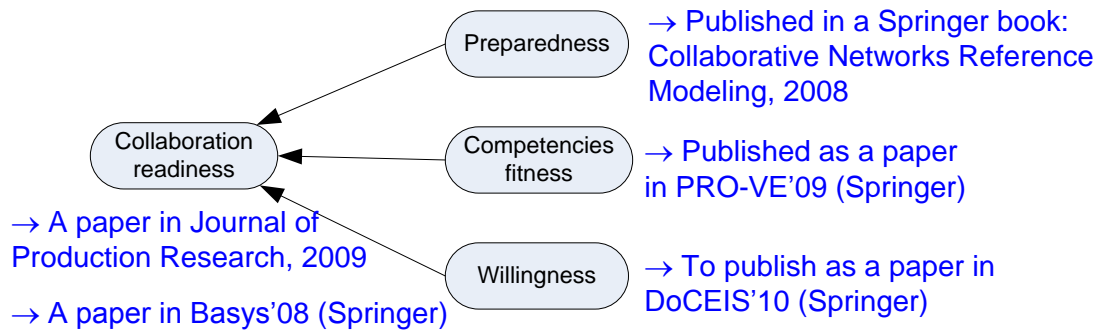 Preparedness
→ Published in a Springer book:
Collaborative Networks Reference
Modeling, 2008
Collaboration
readiness
Competencies
fitness
→ Published as a paper
in PRO-VE’09 (Springer)
→ A paper in Journal of
Production Research, 2009
→ A paper in Basys’08 (Springer)
Willingness
→ To publish as a paper in
DoCEIS’10 (Springer)